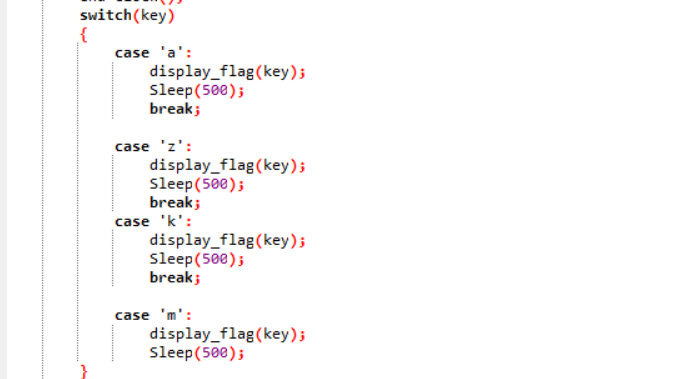 switch(key)
{
case 'a':
display_flag(key);
Sleep(500);
break;
case 'z':
display_flag(key);
Sleep(500);
break;
case 'k':
display_flag(key);
Sleep(500);
break;
case 'm':
display_flag(key);
Sleep(500);
}